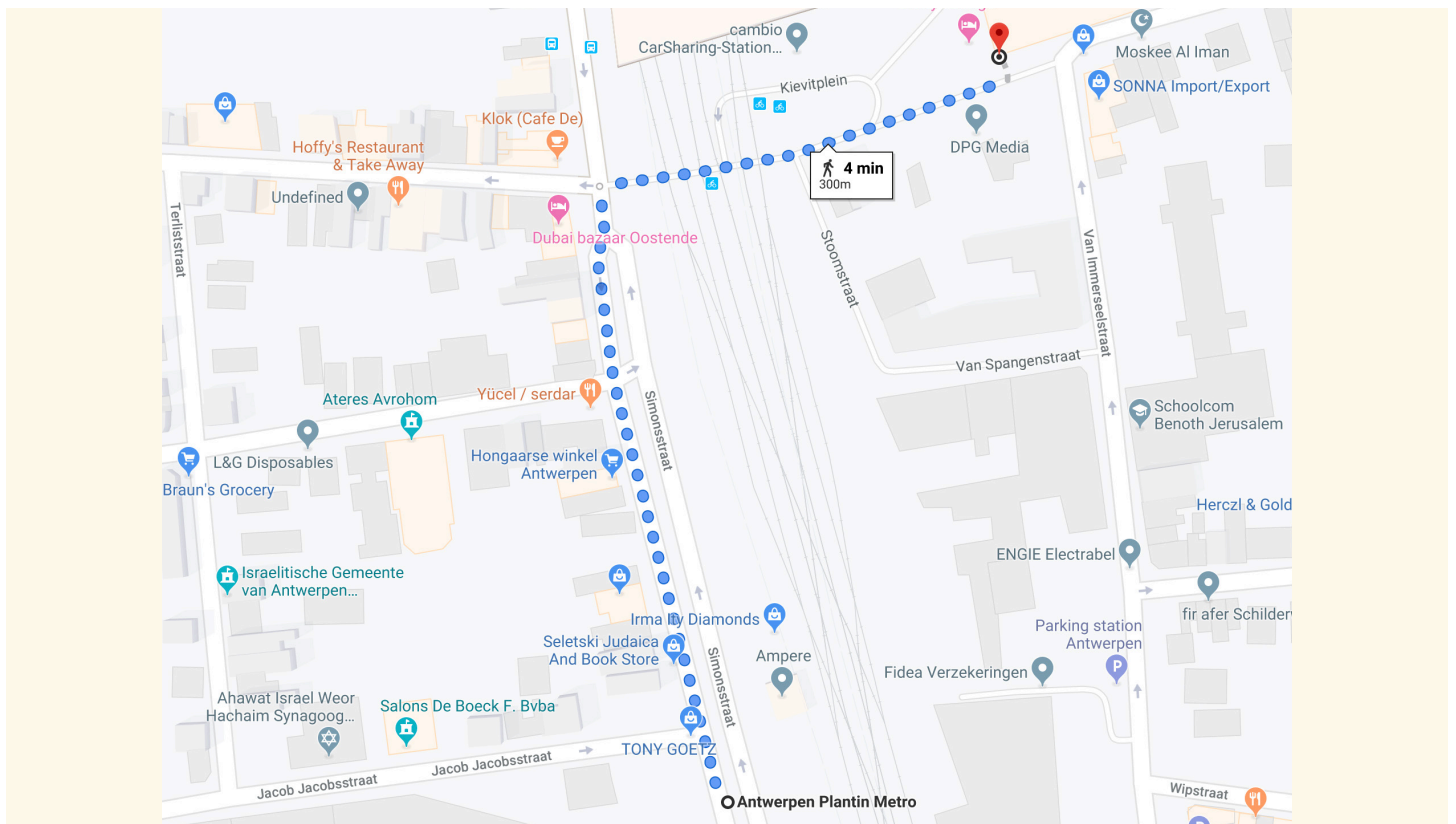 cambio
CarSharing-Station...
Moskee Al Iman
Kievitplein
SONNA Import/Export
Klok (Cafe De)
DPG Media
Hoffy's Restaurant
& Take Away
4 min
300m
Undefined
Terliststraat
Dubai bazaar Oostende
Stoomstraat
Van Immerseelstraat
Van Spangenstraat
Yücel / serdar
Ateres Avrohom
Simonsstraat
Schoolcom
Benoth Jerusalem
L&G Disposables
Hongaarse winkel
Antwerpen
Braun's Grocery
Herczl & Gold
ENGIE Electrabel
Israelitische Gemeente
van Antwerpen...
fir afer Schilder
Irma Ity Diamonds
Parking station
Antwerpen
Seletski Judaica
And Book Store
Ampere
Simonsstraat
Fidea Verzekeringen
P
Ahawat Israel Weor
Hachaim Synagoog...
Salons De Boeck F. Bvba
TONY GOETZ
Jacob Jacobsstraat
Jacob Jacobsstraat
Wipstraat
Antwerpen Plantin Metro